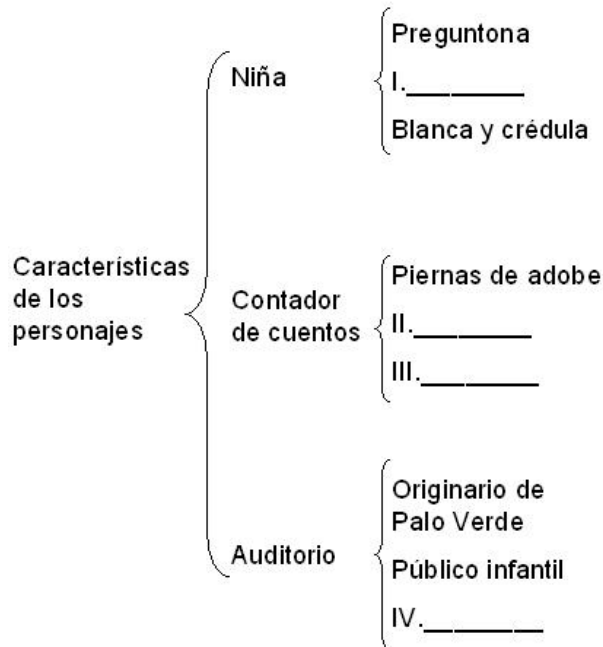 Características
de los
personajes
Niña
Preguntona
I.________
Blanca y crédula
Contador
de cuentos
Piernas de adobe
II.________
III.________
Auditorio
Originario de
Palo Verde
Público infantil
IV.________